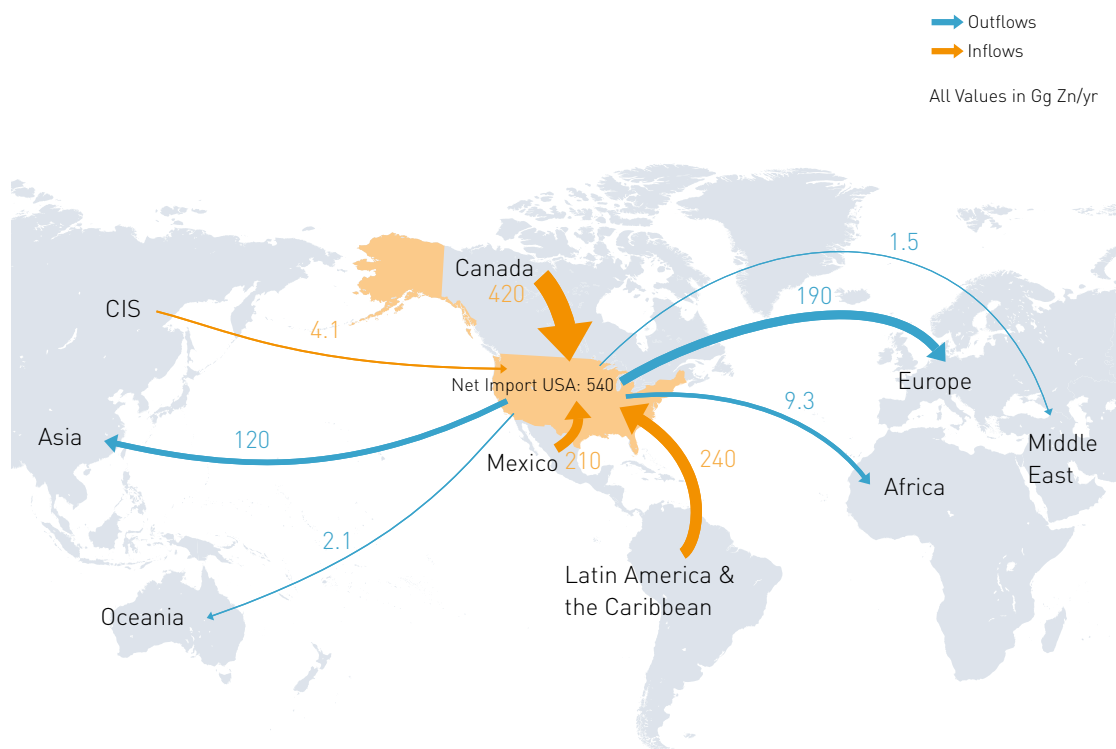 Outflows
Inflows
All Values in Gg Zn/yr
1.5
Canada
420
190
CIS
4.1
Net Import USA: 540
Europe
9.3
Asia
120
Middle
East
Mexico 210
240
Africa
2.1
Latin America &
the Caribbean
Oceania